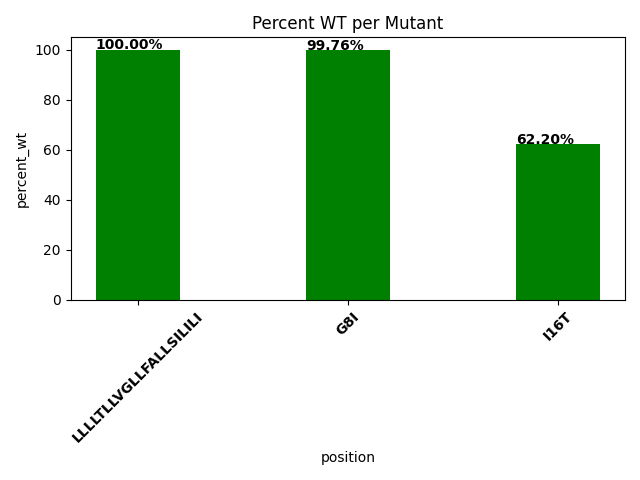 Percent WT per Mutant
percent_wt
100
80
60
40
20
0
100.00%
99.76%
62.20%
LLLLTLLVGLLFALLSILILI
G8I
I16T
position